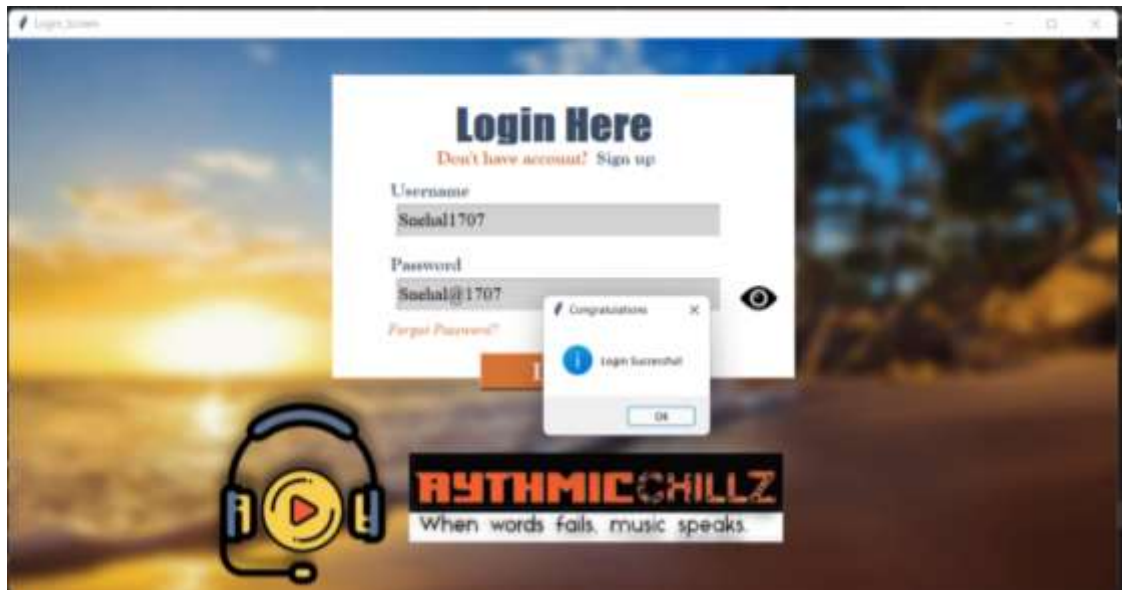 Login_Screen
Login Here
Don't have account? Sign up
Username
Snehal1707
Password
Snehal@1707
Forgot Password?
Congratulations
Login Successful
OK
RYTHMICCHILLZ
When words fails, music speaks.